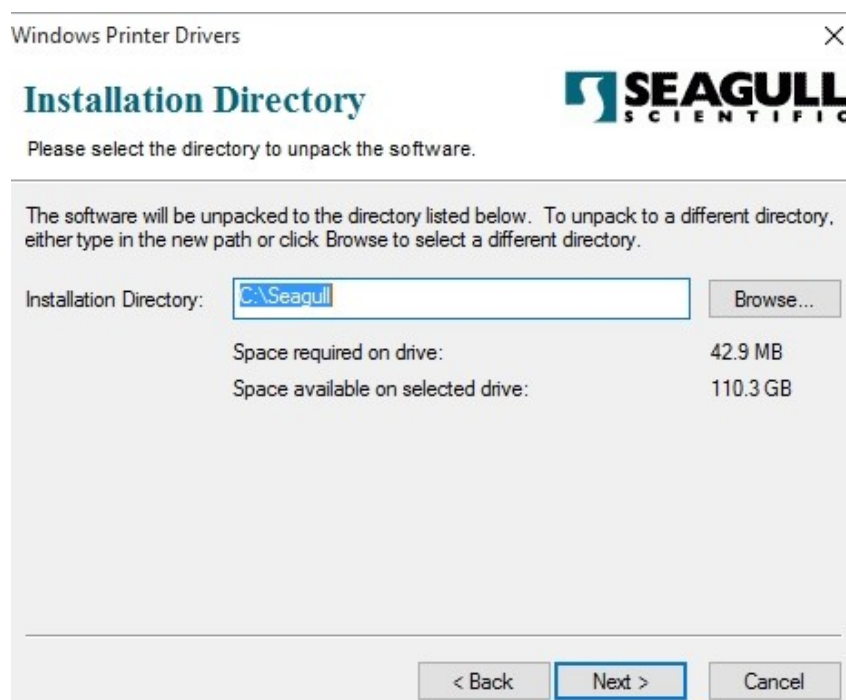 Windows Printer Drivers
Installation Directory
SEAGULL
SCIENTIFIC
Please select the directory to unpack the software.
The software will be unpacked to the directory listed below.  To unpack to a different directory,
either type in the new path or click Browse to select a different directory.
Installation Directory: C:\Seagull Browse...
Space required on drive: 42.9 MB
Space available on selected drive: 110.3 GB
< Back Next > Cancel